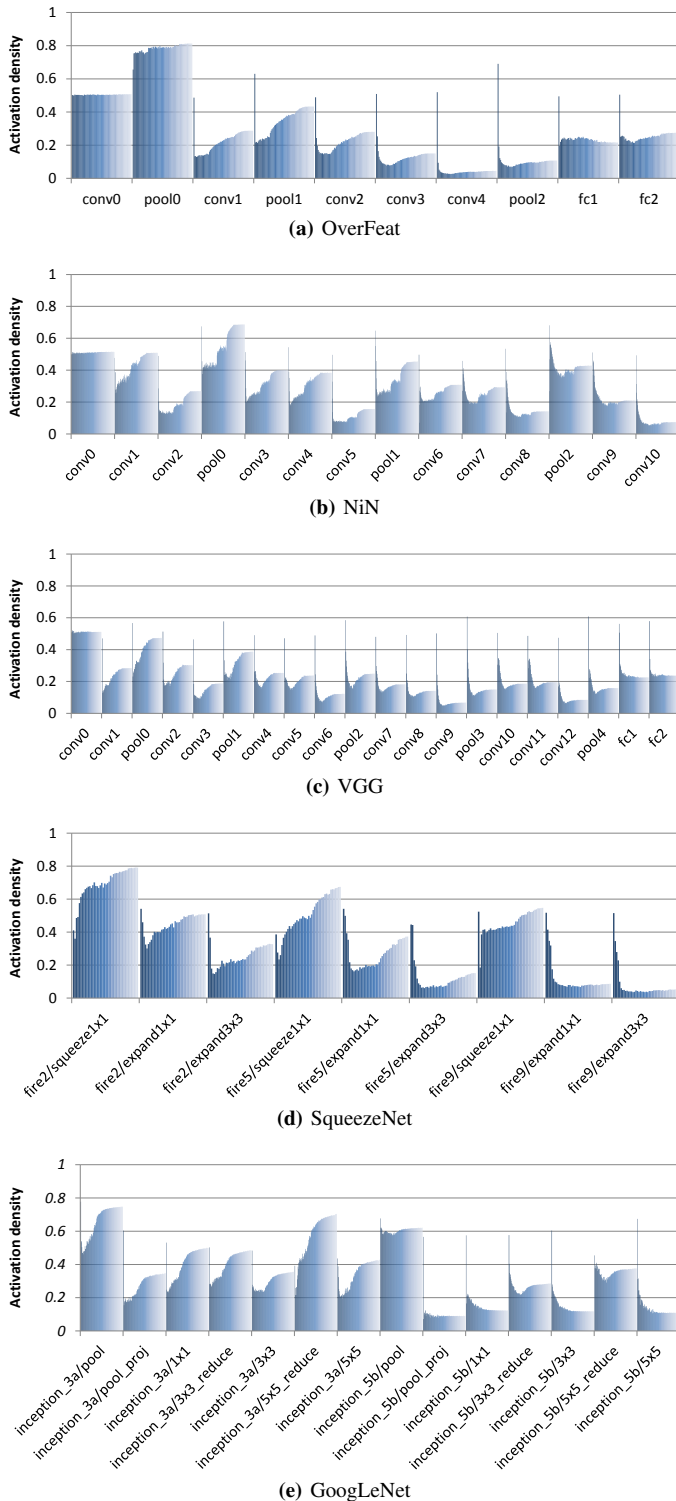 Activation density
1
0.8
0.6
0.4
0.2
0
conv0 pool0 conv1 pool1 conv2 conv3 conv4 pool2 fc1 fc2
(a) OverFeat
Activation density
1
0.8
0.6
0.4
0.2
0
conv0 conv1 conv2 pool0 conv3 conv4 conv5 pool1 conv6 conv7 conv8 pool2 conv9 conv10
(b) NiN
Activation density
1
0.8
0.6
0.4
0.2
0
conv0 conv1 pool0 conv2 conv3 pool1 conv4 conv5 conv6 pool2 conv7 conv8 conv9 pool3 conv10 conv11 conv12 pool4 fc1 fc2
(c) VGG
Activation density
1
0.8
0.6
0.4
0.2
0
fire2/squeeze1x1 fire2/expand1x1 fire2/expand3x3 fire5/squeeze1x1 fire5/expand1x1 fire5/expand3x3 fire9/squeeze1x1 fire9/expand1x1 fire9/expand3x3
(d) SqueezeNet
Activation density
1
0.8
0.6
0.4
0.2
0
inception_3a/pool inception_3a/pool_proj inception_3a/1x1 inception_3a/3x3_reduce inception_3a/3x3 inception_3a/5x5_reduce inception_3a/5x5 inception_5b/pool inception_5b/pool_proj inception_5b/1x1 inception_5b/3x3_reduce inception_5b/3x3 inception_5b/5x5_reduce inception_5b/5x5
(e) GoogLeNet